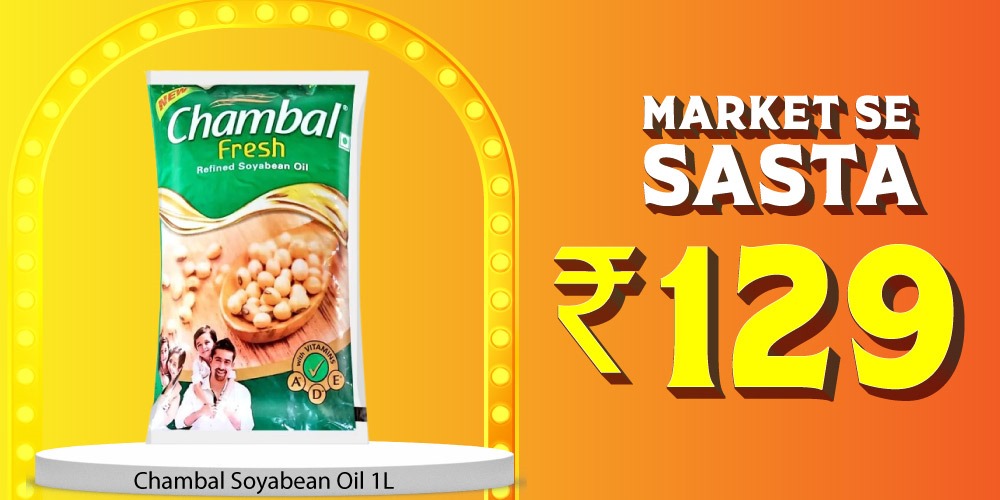 NEW
Chambal®
Fresh
Refined Soyabean Oil
with VITAMINS
A D E
Chambal Soyabean Oil 1L
MARKET SE
SASTA
₹129